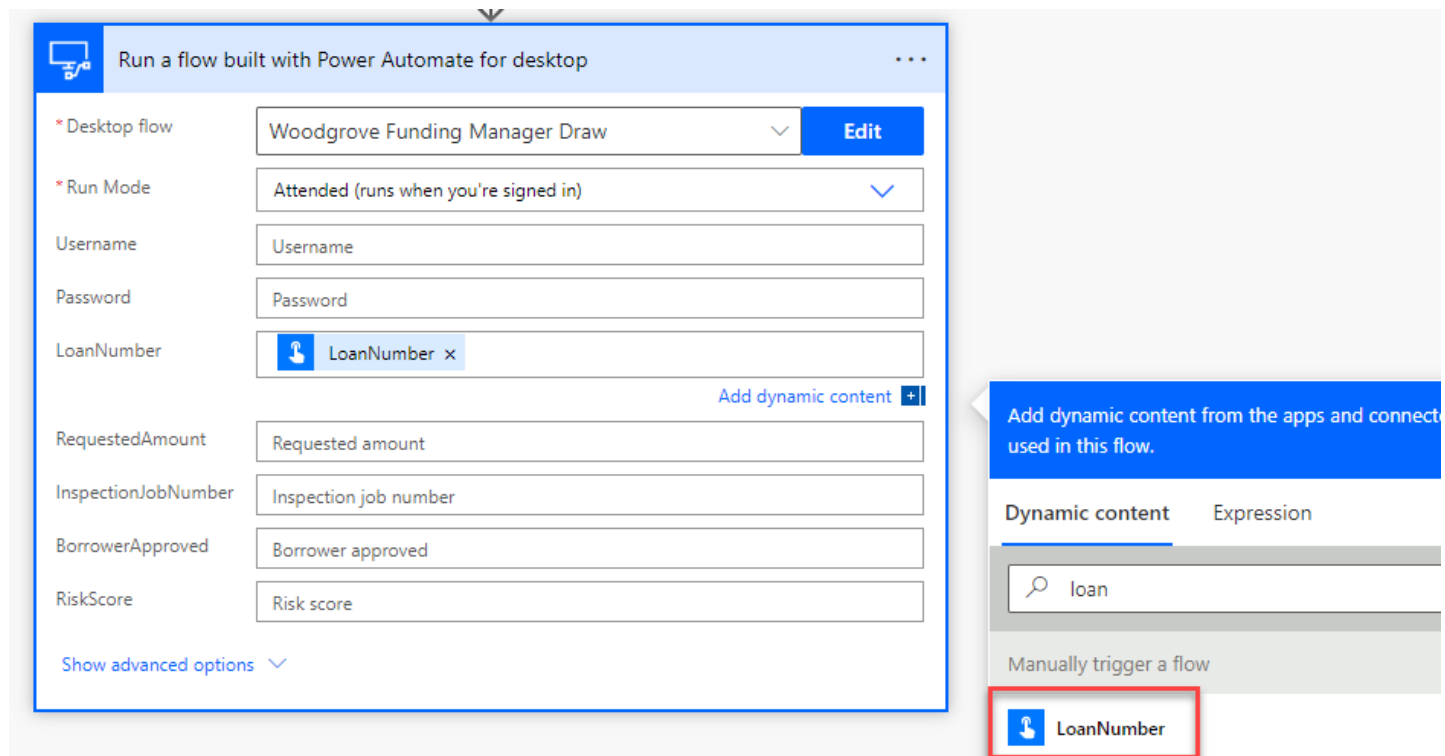 Run a flow built with Power Automate for desktop
* Desktop flow
Woodgrove Funding Manager Draw
Edit
* Run Mode
Attended (runs when you're signed in)
Username
Username
Password
Password
LoanNumber
LoanNumber ×
Add dynamic content +
RequestedAmount
Requested amount
InspectionJobNumber
Inspection job number
BorrowerApproved
Borrower approved
RiskScore
Risk score
Show advanced options
Add dynamic content from the apps and
used in this flow.
Dynamic content
Expression
loan
Manually trigger a flow
LoanNumber